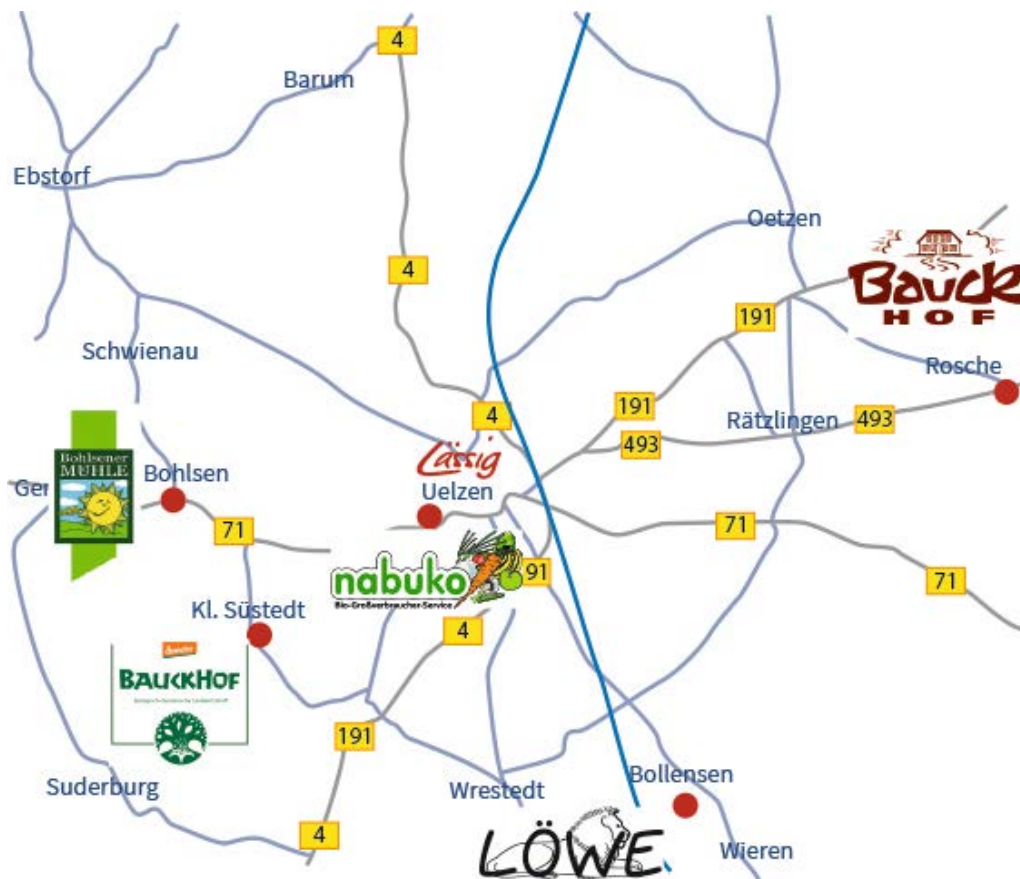 4
Barum
Ebstorf
Oetzen
4
BAUCK
HOF
191
Schwienau
Rosche
191
4
493
Rätzlingen
493
Lässig
Bohlsener
MÜHLE
Ger
Bohlsen
Uelzen
71
71
nabuko
Bio-Großverbraucher-Service
91
71
Kl. Süstedt
4
demeter
BAUCKHOF
191
Suderburg
Wrestedt
Bollensen
4
LÖWE
Wieren